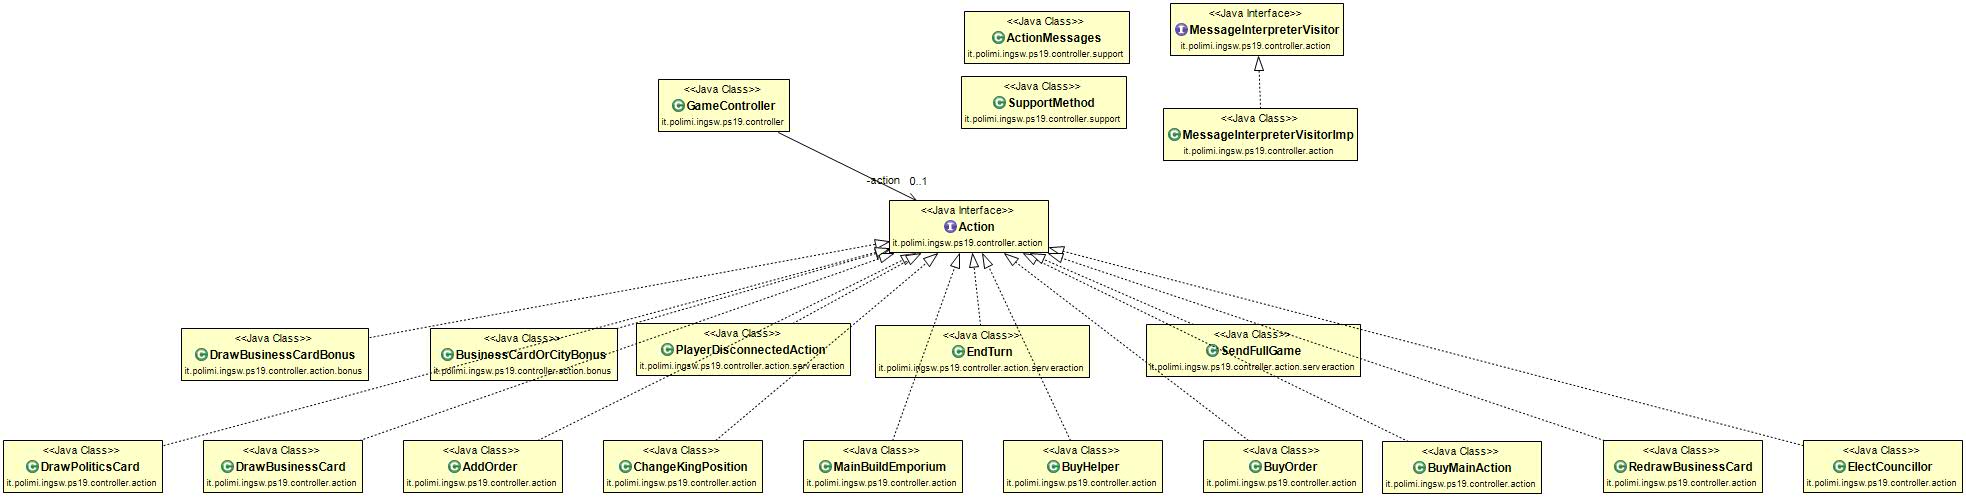 <<Java Class>>
ActionMessages
it.polimi.ingsw.ps19.controller.support
<<Java Interface>>
MessageInterpreterVisitor
it.polimi.ingsw.ps19.controller.action
<<Java Class>>
GameController
it.polimi.ingsw.ps19.controller
<<Java Class>>
SupportMethod
it.polimi.ingsw.ps19.controller.support
<<Java Class>>
MessageInterpreterVisitorImp
it.polimi.ingsw.ps19.controller.action
-action 0..1
<<Java Interface>>
Action
it.polimi.ingsw.ps19.controller.action
<<Java Class>>
DrawBusinessCardBonus
it.polimi.ingsw.ps19.controller.action.bonus
<<Java Class>>
BusinessCardOrCityBonus
it.polimi.ingsw.ps19.controller.action.bonus
<<Java Class>>
PlayerDisconnectedAction
it.polimi.ingsw.ps19.controller.action.serveraction
<<Java Class>>
EndTurn
it.polimi.ingsw.ps19.controller.action.serveraction
<<Java Class>>
SendFullGame
it.polimi.ingsw.ps19.controller.action.serveraction
<<Java Class>>
DrawPoliticsCard
it.polimi.ingsw.ps19.controller.action
<<Java Class>>
DrawBusinessCard
it.polimi.ingsw.ps19.controller.action
<<Java Class>>
AddOrder
it.polimi.ingsw.ps19.controller.action
<<Java Class>>
ChangeKingPosition
it.polimi.ingsw.ps19.controller.action
<<Java Class>>
MainBuildEmporium
it.polimi.ingsw.ps19.controller.action
<<Java Class>>
BuyHelper
it.polimi.ingsw.ps19.controller.action
<<Java Class>>
BuyOrder
it.polimi.ingsw.ps19.controller.action
<<Java Class>>
BuyMainAction
it.polimi.ingsw.ps19.controller.action
<<Java Class>>
RedrawBusinessCard
it.polimi.ingsw.ps19.controller.action
<<Java Class>>
ElectCouncillor
it.polimi.ingsw.ps19.controller.action